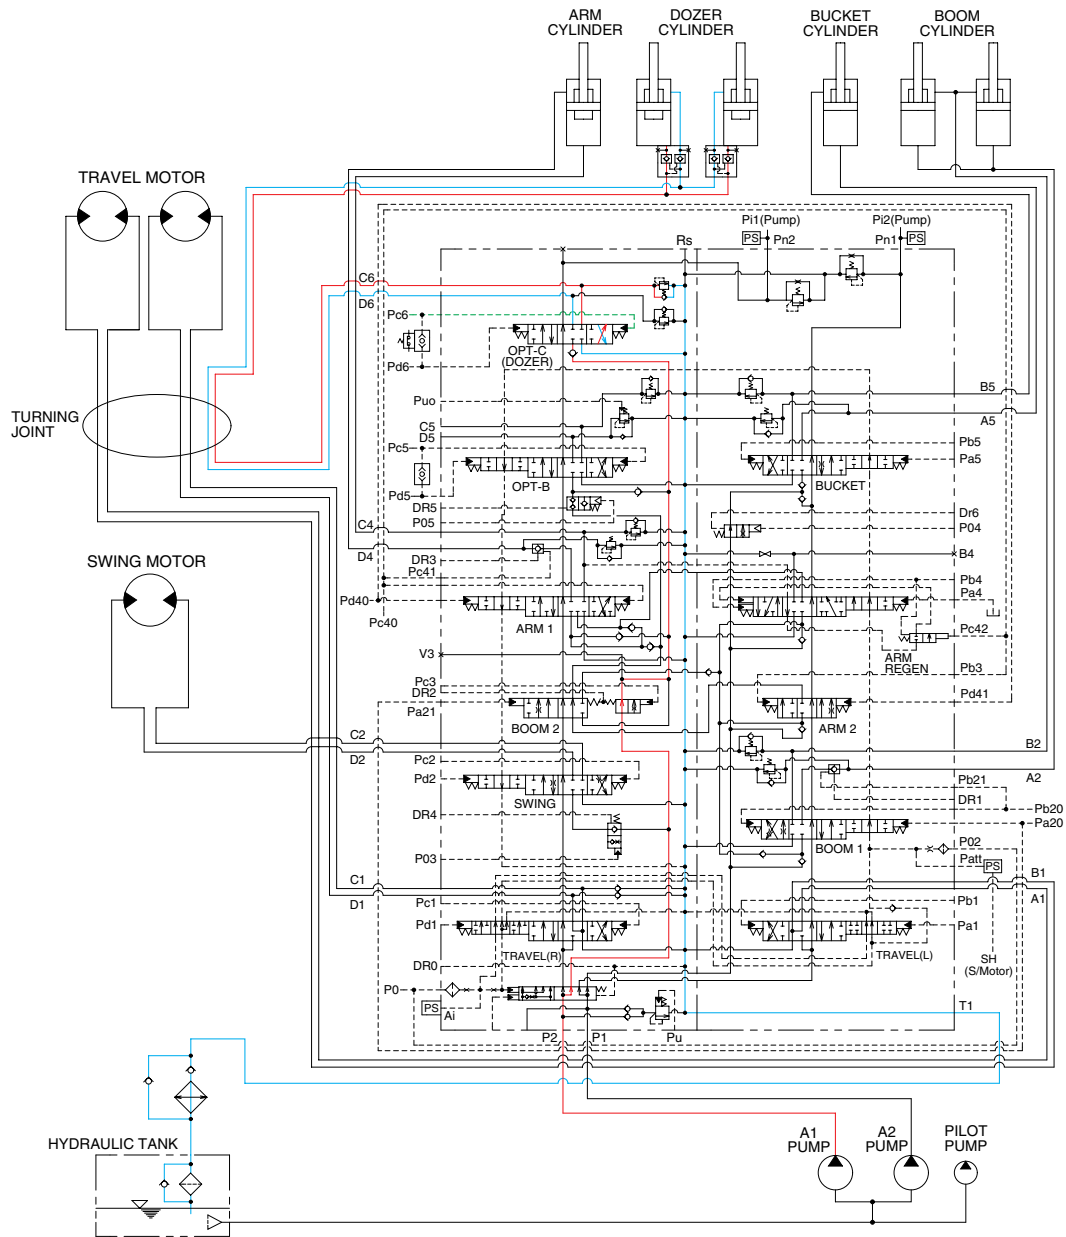 ARM
CYLINDER
DOZER
CYLINDER
BUCKET
CYLINDER
BOOM
CYLINDER
TRAVEL MOTOR
Pi1(Pump)
Pi2(Pump)
PS
Pn2
Pn1
PS
Rs
C6
D6
Pc6
Pd6
OPT-C
(DOZER)
TURNING
JOINT
Puo
C5
D5
Pc5
Pd5
OPT-B
DR5
P05
B5
A5
Pb5
Pa5
BUCKET
Dr6
P04
C4
D4
DR3
Pc41
B4
Pb4
Pa4
SWING MOTOR
Pd40
Pc40
ARM 1
Pc42
ARM
REGEN
V3
Pc3
DR2
Pa21
BOOM 2
Pb3
Pd41
ARM 2
C2
D2
Pc2
Pd2
SWING
B2
A2
Pb21
DR1
Pb20
Pa20
DR4
P03
BOOM 1
P02
Patt
PS
C1
D1
Pc1
Pd1
TRAVEL(R)
B1
A1
Pb1
Pa1
TRAVEL(L)
SH
(S/Motor)
DR0
P0
PS
Ai
P2
P1
Pu
T1
HYDRAULIC TANK
A1
PUMP
A2
PUMP
PILOT
PUMP